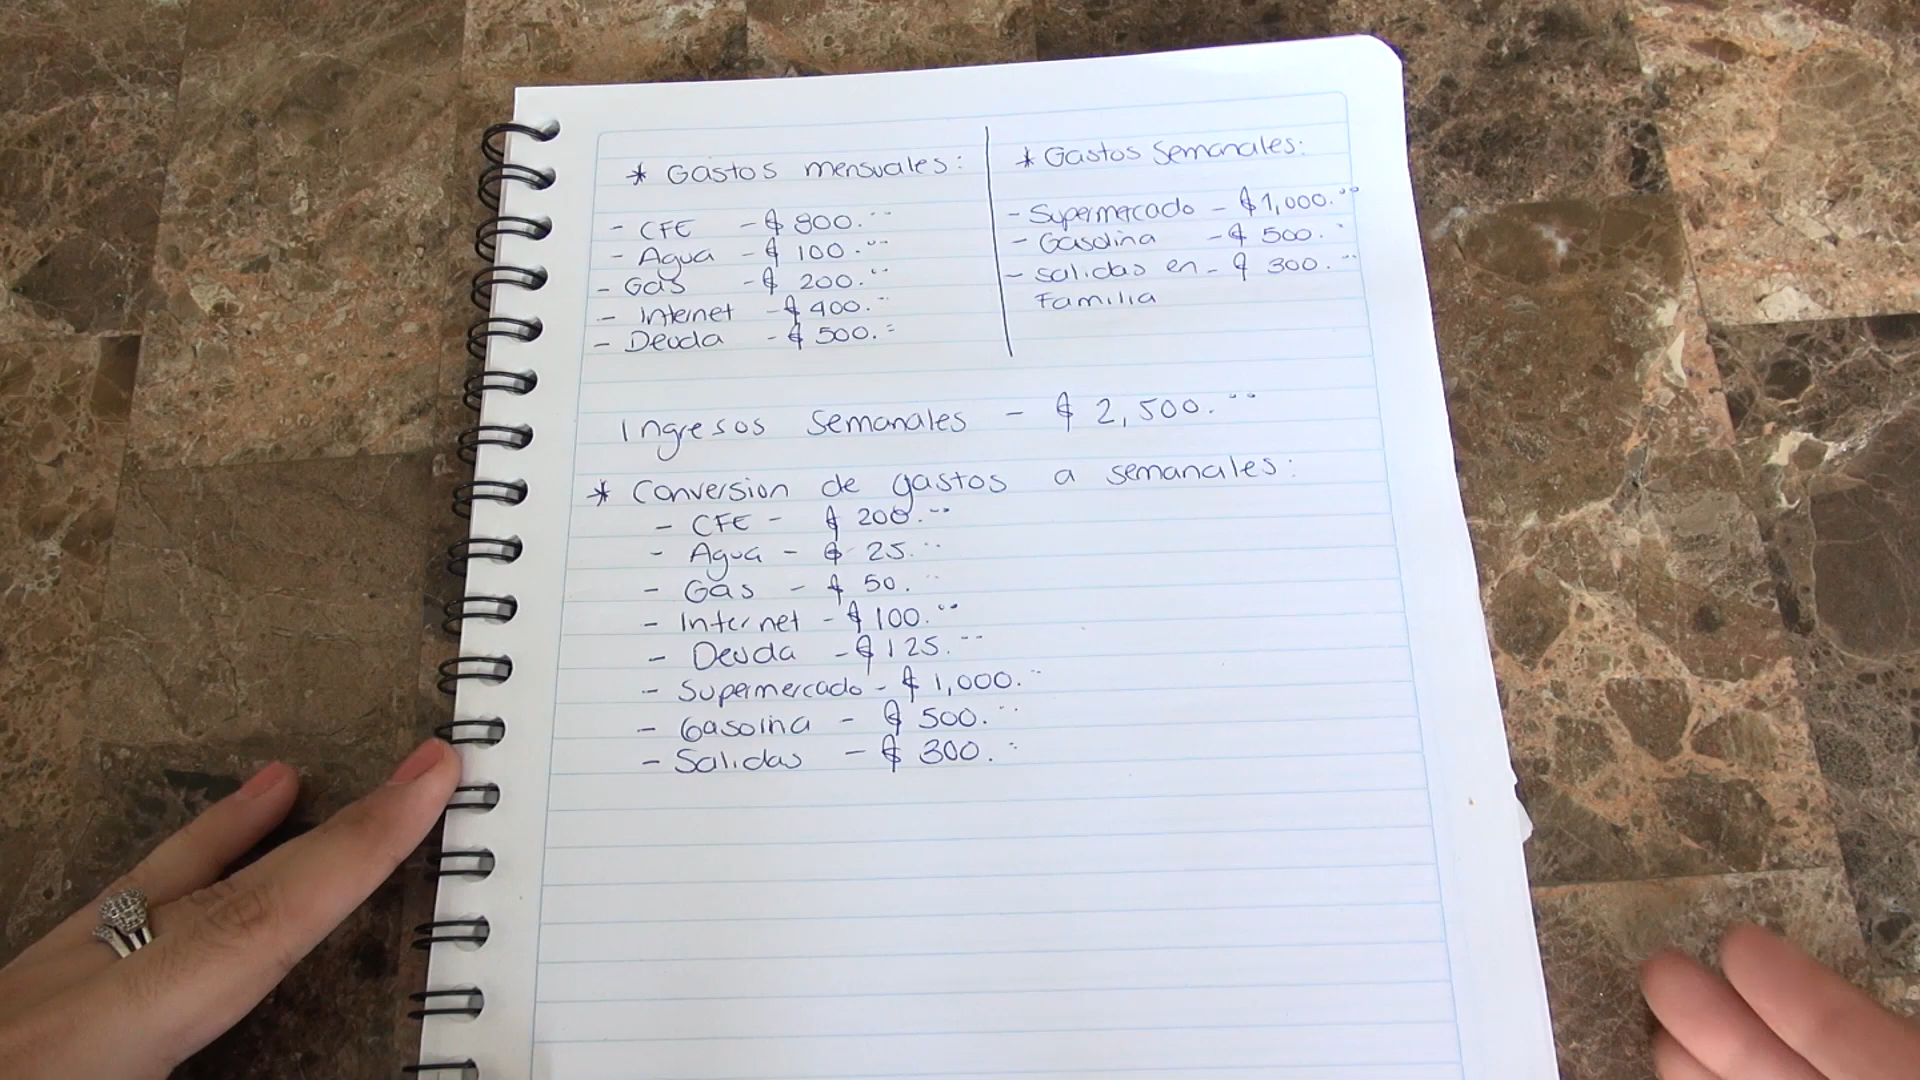 * Gastos mensuales:
- CFE - $ 800.00
- Agua - $ 100.00
- Gas - $ 200.00
- Internet - $ 400.00
- Deuda - $ 500.00
* Gastos Semanales:
- Supermercado - $ 1,000.00
- Gasolina - $ 500.00
- salidas en - $ 300.00
Familia
Ingresos Semanales - $ 2,500.00
* Conversion de gastos a semanales:
- CFE - $ 200.00
- Agua - $ 25.00
- Gas - $ 50.00
- Internet - $ 100.00
- Deuda - $ 125.00
- Supermercado - $ 1,000.00
- Gasolina - $ 500.00
- Salidas - $ 300.00